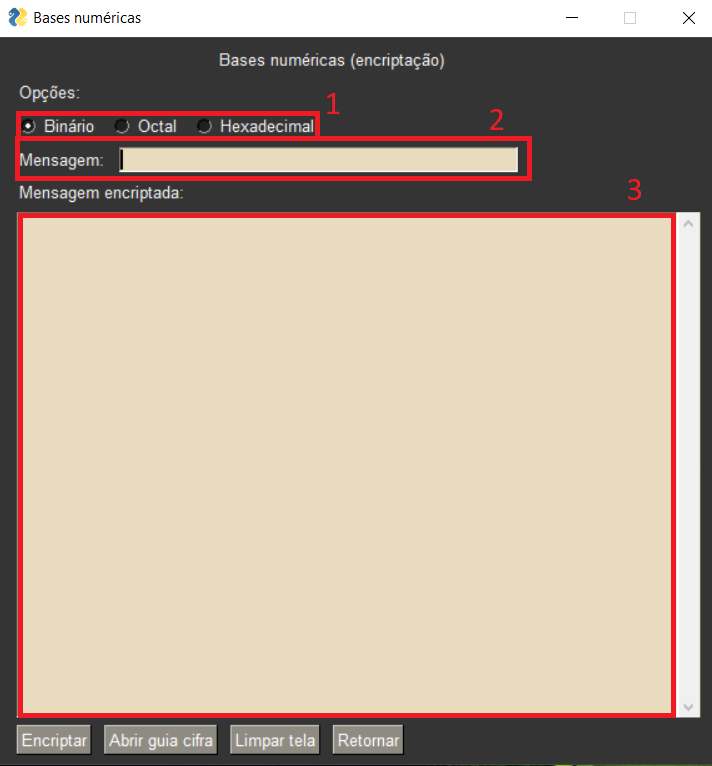 Bases numéricas
Bases numéricas (encriptação)
Opções:
1
Binário Octal Hexadecimal
2
Mensagem:
Mensagem encriptada:
3
Encriptar Abrir guia cifra Limpar tela Retornar